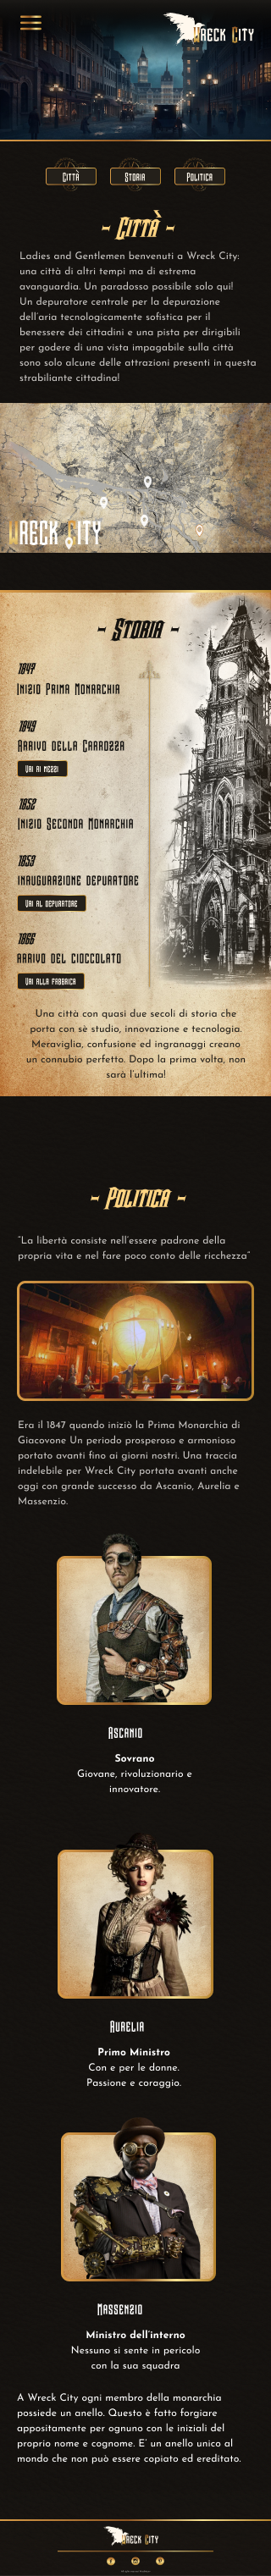 Wreck City
Città
Storia
Politica
- Città -
Ladies and Gentlemen benvenuti a Wreck City:
una città di altri tempi ma di estrema
avanguardia. Un paradosso possibile solo qui!
Un depuratore centrale per la depurazione
dell'aria tecnologicamente sofistica per il
benessere dei cittadini e una pista per dirigibili
per godere di una vista impagabile sulla città
sono solo alcune delle attrazioni presenti in questa
strabiliante cittadina!
Wreck City
- Storia -
1847
Inizio Prima Monarchia
1849
Arrivo della Carrozza
Vai ai mezzi
1852
Inizio Seconda Monarchia
1853
inaugurazione depuratore
Vai al depuratore
1866
arrivo del cioccolato
Vai alla fabbrica
Una città con quasi due secoli di storia che
porta con sè studio, innovazione e tecnologia.
Meraviglia, confusione ed ingranaggi creano
un connubio perfetto. Dopo la prima volta, non
sarà l'ultima!
- Politica -
"La libertà consiste nell'essere padrone della
propria vita e nel fare poco conto delle ricchezza"
Era il 1847 quando iniziò la Prima Monarchia di
Giacovone Un periodo prosperoso e armonioso
portato avanti fino ai giorni nostri. Una traccia
indelebile per Wreck City portata avanti anche
oggi con grande successo da Ascanio, Aurelia e
Massenzio.
Ascanio
Sovrano
Giovane, rivoluzionario e
innovatore.
Aurelia
Primo Ministro
Con e per le donne.
Passione e coraggio.
Massenzio
Ministro dell'interno
Nessuno si sente in pericolo
con la sua squadra
A Wreck City ogni membro della monarchia
possiede un anello. Questo è fatto forgiare
appositamente per ognuno con le iniziali del
proprio nome e cognome. E' un anello unico al
mondo che non può essere copiato ed ereditato.
Wreck City